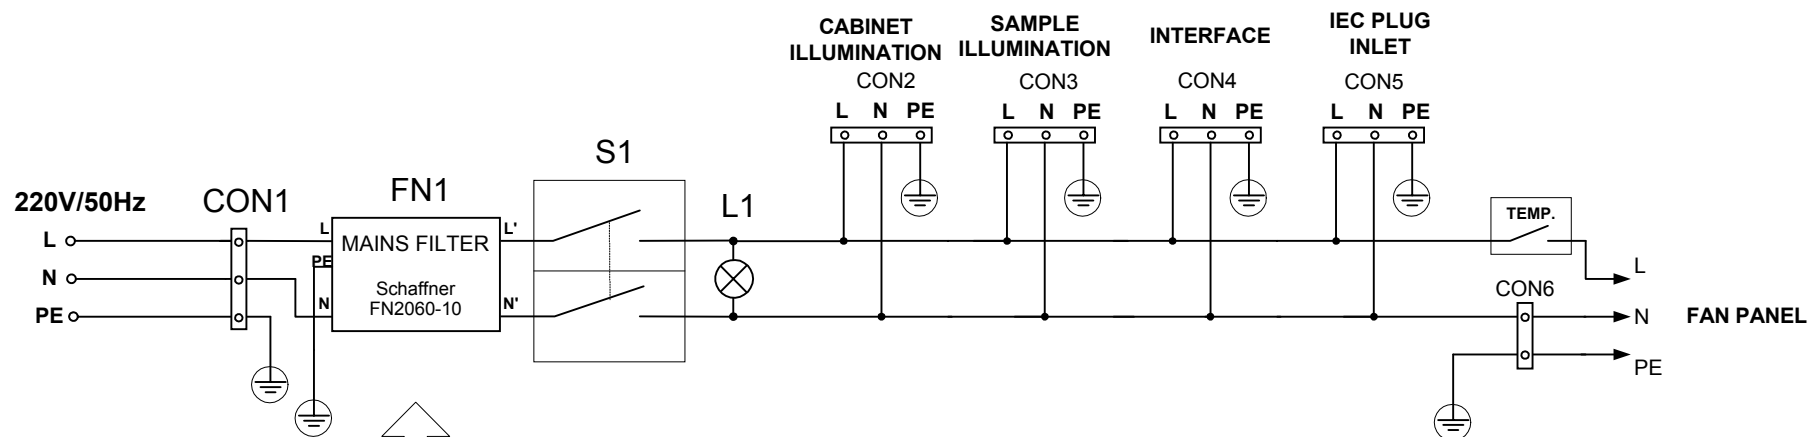 CABINET
ILLUMINATION
CON2
L N PE
SAMPLE
ILLUMINATION
CON3
L N PE
INTERFACE
CON4
L N PE
IEC PLUG
INLET
CON5
L N PE
220V/50Hz
L
N
PE
CON1
FN1
L
PE
N
MAINS FILTER
Schaffner
FN2060-10
L'
N'
S1
L1
TEMP.
CON6
L
N
PE
FAN PANEL